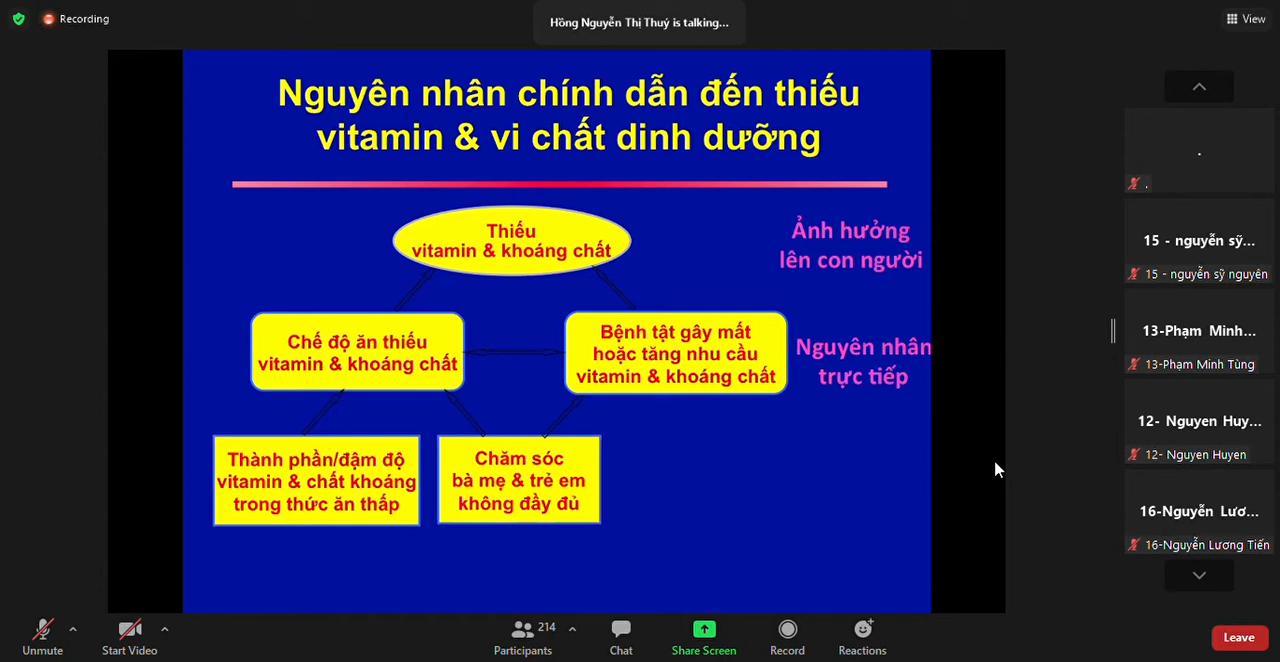 Recording
Hồng Nguyễn Thị Thuý is talking...
View
Nguyên nhân chính dẫn đến thiếu
vitamin & vi chất dinh dưỡng
Thiếu
vitamin & khoáng chất
Ảnh hưởng
lên con người
Chế độ ăn thiếu
vitamin & khoáng chất
Bệnh tật gây mất
hoặc tăng nhu cầu
vitamin & khoáng chất
Nguyên nhân
trực tiếp
Thành phần/đậm độ
vitamin & chất khoáng
trong thức ăn thấp
Chăm sóc
bà mẹ & trẻ em
không đầy đủ
.
.
15 - nguyễn sỹ...
15 - nguyễn sỹ nguyên
13-Phạm Minh...
13-Phạm Minh Tùng
12- Nguyen Huy...
12- Nguyen Huyen
16-Nguyễn Lươ...
16-Nguyễn Lương Tiến
Unmute
Start Video
214
Participants
Chat
Share Screen
Record
Reactions
Leave